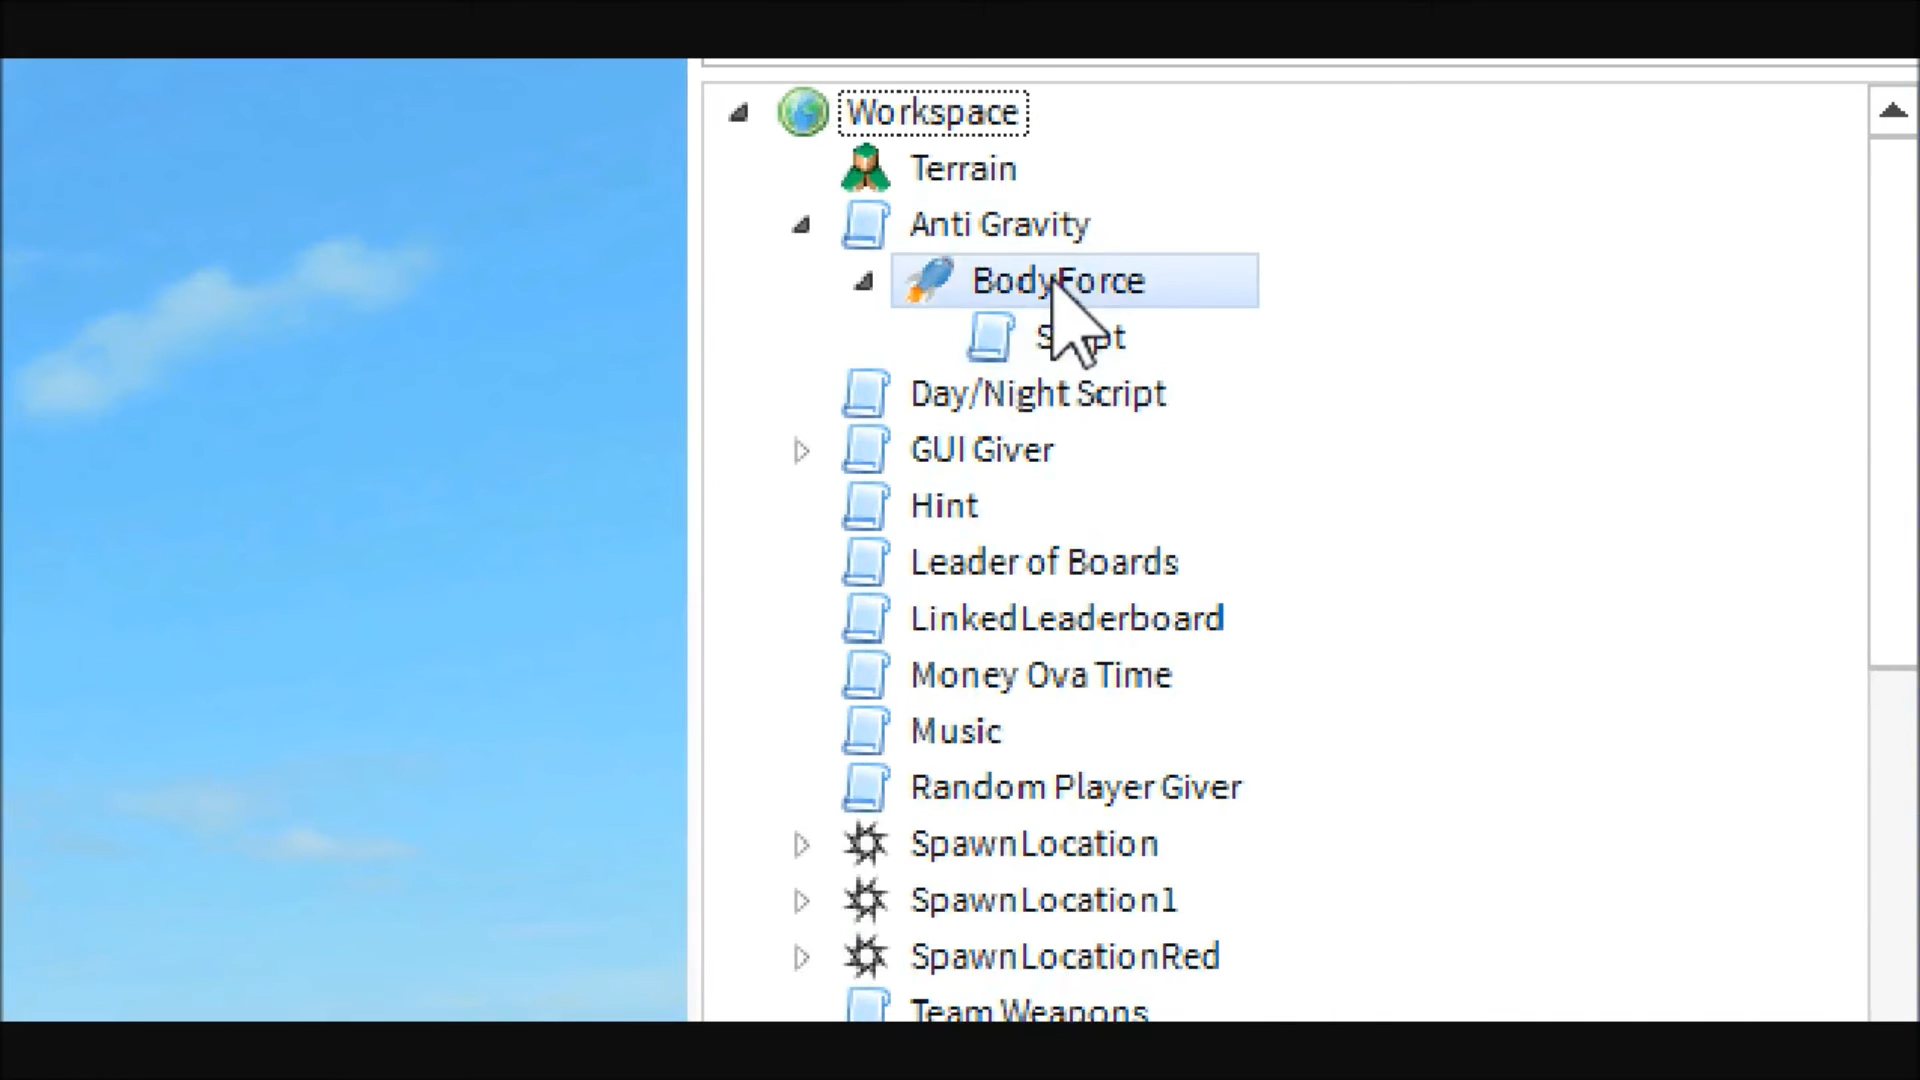 Workspace
Terrain
Anti Gravity
BodyForce
Day/Night Script
GUI Giver
Hint
Leader of Boards
LinkedLeaderboard
Money Ova Time
Music
Random Player Giver
SpawnLocation
SpawnLocation1
SpawnLocationRed
Team Weapons